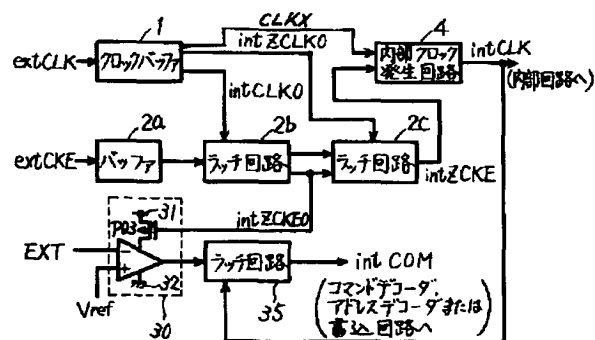 1
CLKX
4
intZCLK0
extCLK
クロックバッファ
内部クロック
発生回路
intCLK
(内部回路へ)
intCLK0
2a
2b
2c
extCKE
バッファ
ラッチ回路
ラッチ回路
intZCKE
31
PQ3
intZCKE0
EXT
ラッチ回路
int COM
32
35
Vref
30
(コマンドデコーダ,
アドレスデコーダまたは
書込回路へ)